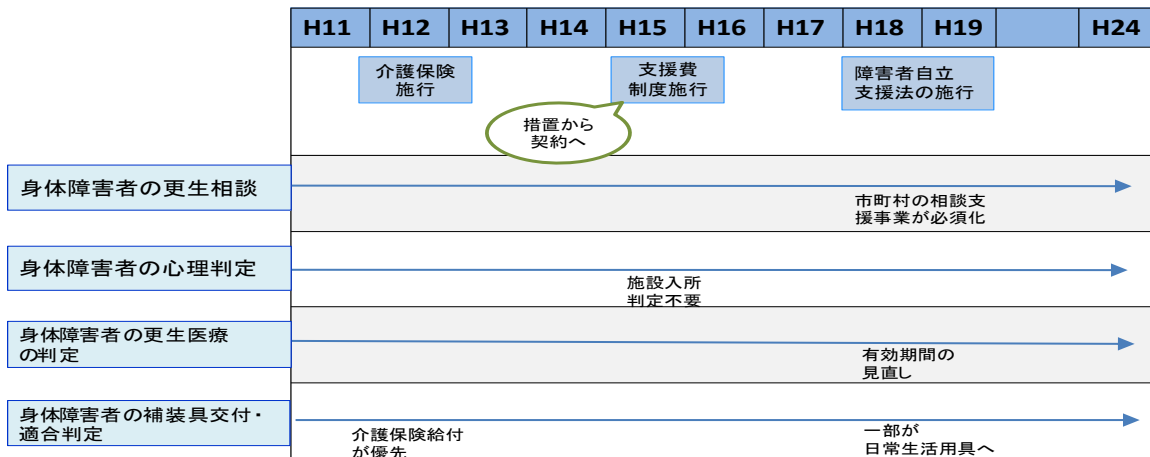 H11 H12 H13 H14 H15 H16 H17 H18 H19 H24
介護保険
施行
支援費
制度施行
障害者自立
支援法の施行
措置から
契約へ
身体障害者の更生相談
市町村の相談支
援事業が必須化
身体障害者の心理判定
施設入所
判定不要
身体障害者の更生医療
の判定
有効期間の
見直し
身体障害者の補装具交付・
適合判定
介護保険給付
が優先
一部が
日常生活用具へ